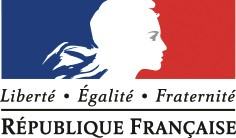 Liberté • Égalité • Fraternité
RÉPUBLIQUE FRANÇAISE